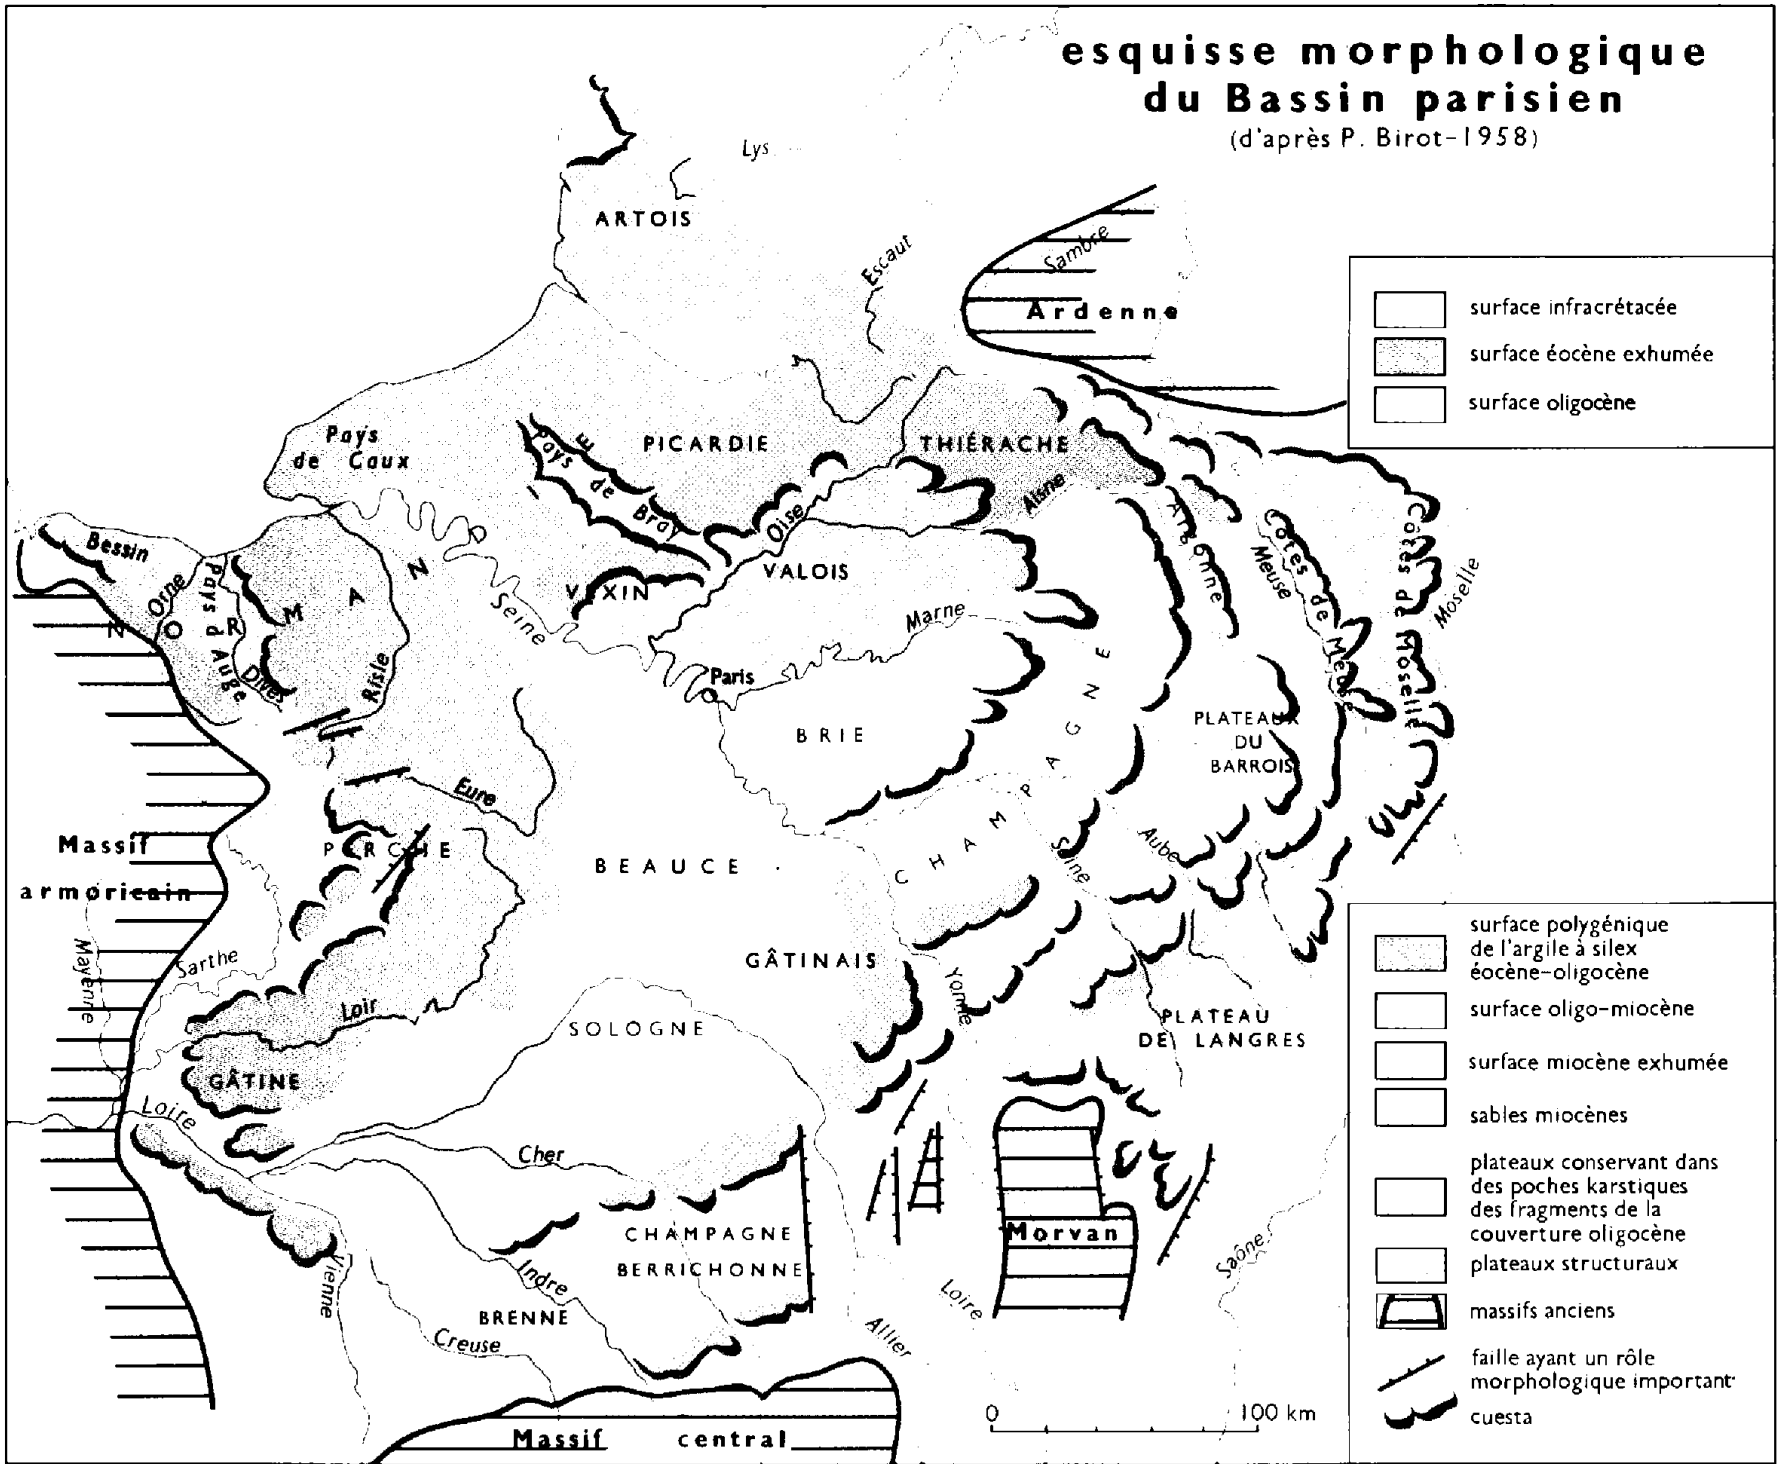 esquisse morphologique
du Bassin parisien
(d'après P. Birot-1958)
Lys
ARTOIS
Escaut
Sambre
Ardenne
surface infracrétacée
surface éocène exhumée
surface oligocène
Pays
de Caux
PICARDIE
THIÉRACHE
Pays de Bray
Oise
Aisne
Argonne
Côtes de Meuse
Meuse
Côtes de Moselle
Moselle
Bessin
Orne
Pays d'Auge
NORMANDIE
Dives
Risle
Seine
VEXIN
VALOIS
Marne
Paris
BRIE
CHAMPAGNE
PLATEAUX
DU
BARROIS
Eure
PERCHE
Massif
armoricain
BEAUCE
Seine
Aube
Mayenne
Sarthe
Loir
GÂTINAIS
Yonne
SOLOGNE
PLATEAU
DE LANGRES
GÂTINE
Loire
Cher
CHAMPAGNE
BERRICHONNE
Morvan
Saône
Vienne
Indre
BRENNE
Creuse
Allier
Loire
Massif central
0 100 km
surface polygénique
de l'argile à silex
éocène-oligocène
surface oligo-miocène
surface miocène exhumée
sables miocènes
plateaux conservant dans
des poches karstiques
des fragments de la
couverture oligocène
plateaux structuraux
massifs anciens
faille ayant un rôle
morphologique important
cuesta